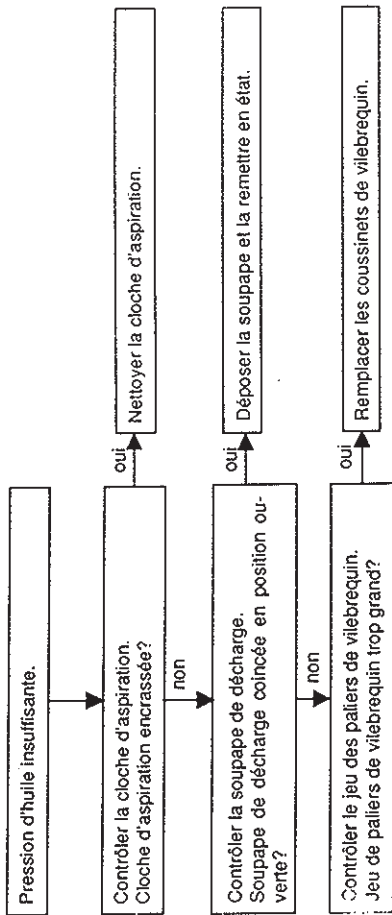 Pression d'huile insuffisante.
Contrôler la cloche d'aspiration.
Cloche d'aspiration encrassée?
oui
Nettoyer la cloche d'aspiration.
non
Contrôler la soupape de décharge.
Soupape de décharge coincée en position ou-
verte?
oui
Déposer la soupape et la remettre en état.
non
Contrôler le jeu des paliers de vilebrequin.
Jeu de paliers de vilebrequin trop grand?
oui
Remplacer les coussinets de vilebrequin.